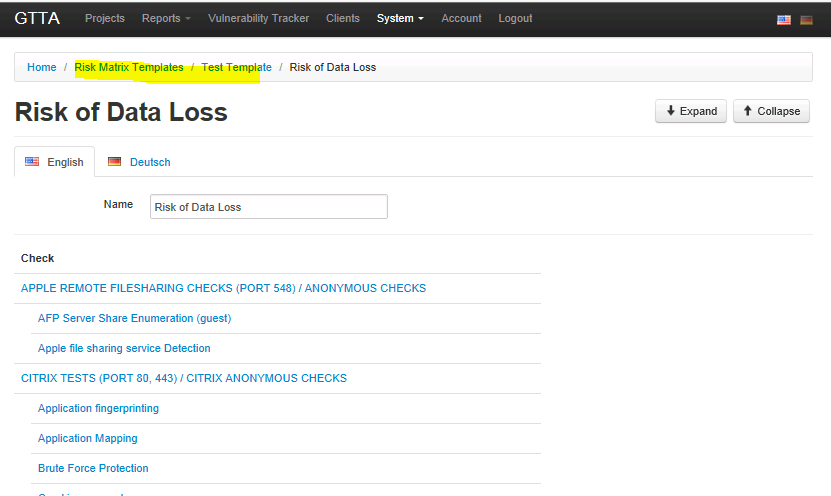 GTTA Projects Reports Vulnerability Tracker Clients System Account Logout
Home / Risk Matrix Templates / Test Template / Risk of Data Loss
Risk of Data Loss
Expand Collapse
English Deutsch
Name Risk of Data Loss
Check
APPLE REMOTE FILESHARING CHECKS (PORT 548) / ANONYMOUS CHECKS
AFP Server Share Enumeration (guest)
Apple file sharing service Detection
CITRIX TESTS (PORT 80, 443) / CITRIX ANONYMOUS CHECKS
Application fingerprinting
Application Mapping
Brute Force Protection